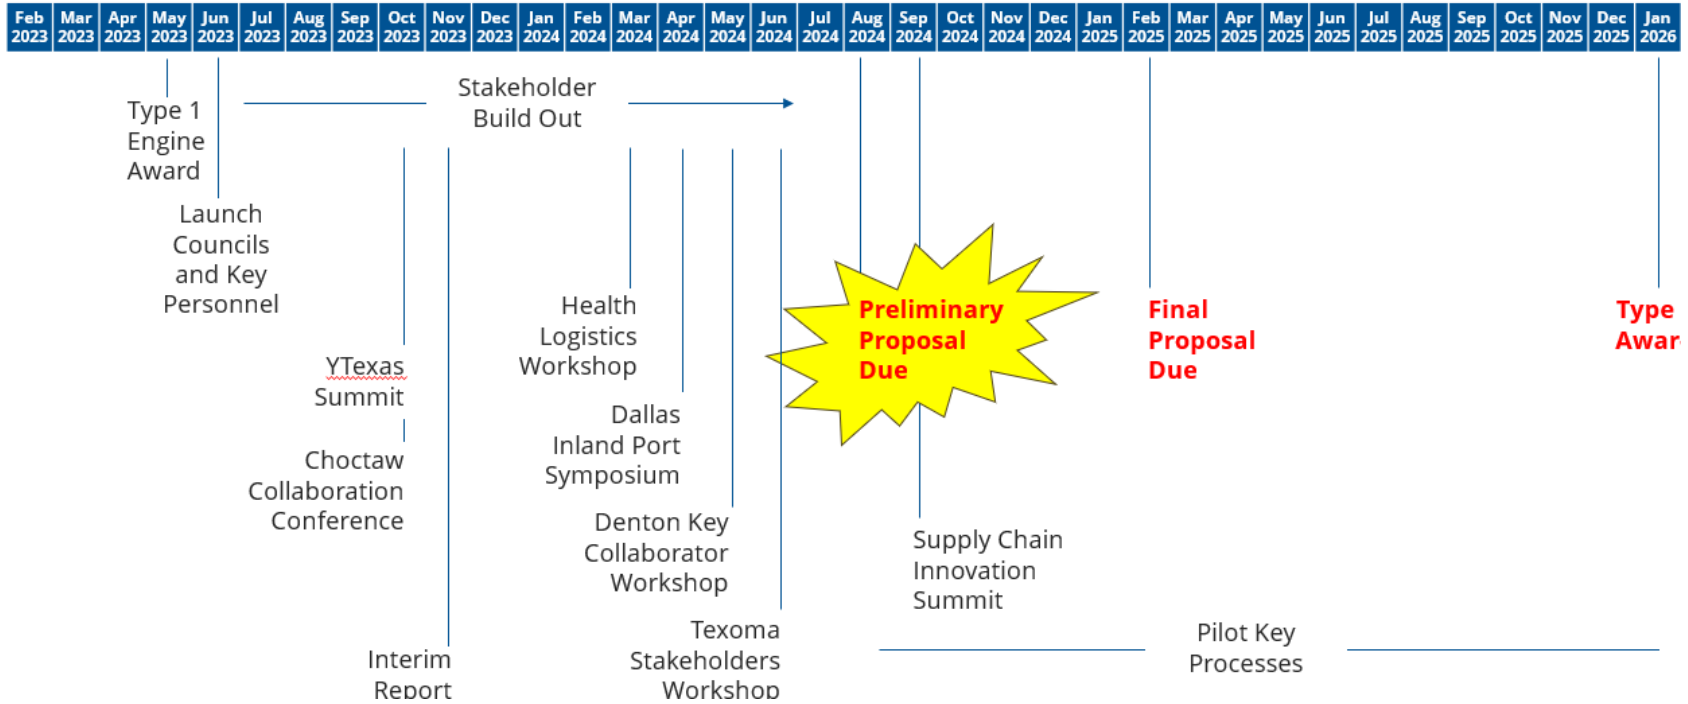 Feb Mar Apr May Jun Jul Aug Sep Oct Nov Dec Jan Feb Mar Apr May Jun Jul Aug Sep Oct Nov Dec Jan Feb Mar Apr May Jun Jul Aug Sep Oct Nov Dec Jan
2023 2023 2023 2023 2023 2023 2023 2023 2023 2023 2023 2024 2024 2024 2024 2024 2024 2024 2024 2024 2024 2024 2024 2025 2025 2025 2025 2025 2025 2025 2025 2025 2025 2025 2025 2026
Type 1
Engine
Award
Stakeholder
Build Out
Launch
Councils
and Key
Personnel
YTexas
Summit
Choctaw
Collaboration
Conference
Interim
Report
Health
Logistics
Workshop
Dallas
Inland Port
Symposium
Denton Key
Collaborator
Workshop
Texoma
Stakeholders
Workshop
Preliminary
Proposal
Due
Supply Chain
Innovation
Summit
Final
Proposal
Due
Pilot Key
Processes
Type
Awar